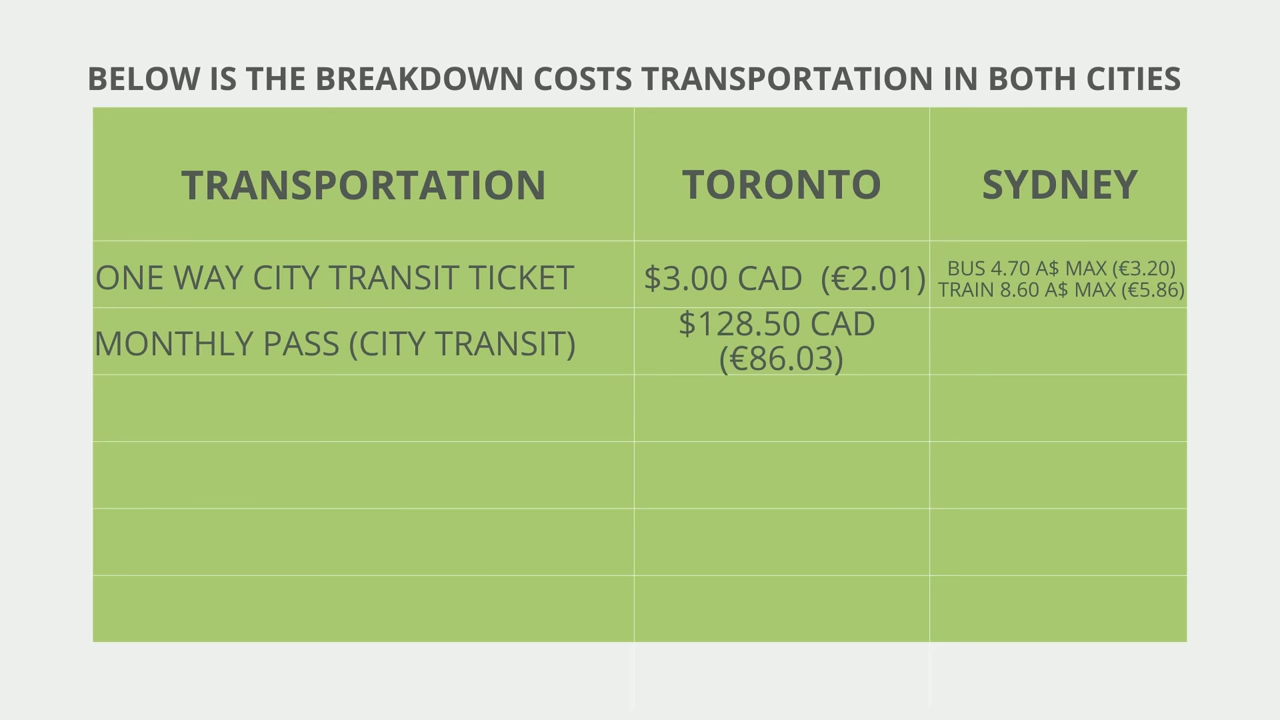 BELOW IS THE BREAKDOWN COSTS TRANSPORTATION IN BOTH CITIES
TRANSPORTATION TORONTO SYDNEY
ONE WAY CITY TRANSIT TICKET $3.00 CAD (€2.01) BUS 4.70 A$ MAX (€3.20)
TRAIN 8.60 A$ MAX (€5.86)
MONTHLY PASS (CITY TRANSIT) $128.50 CAD
(€86.03)